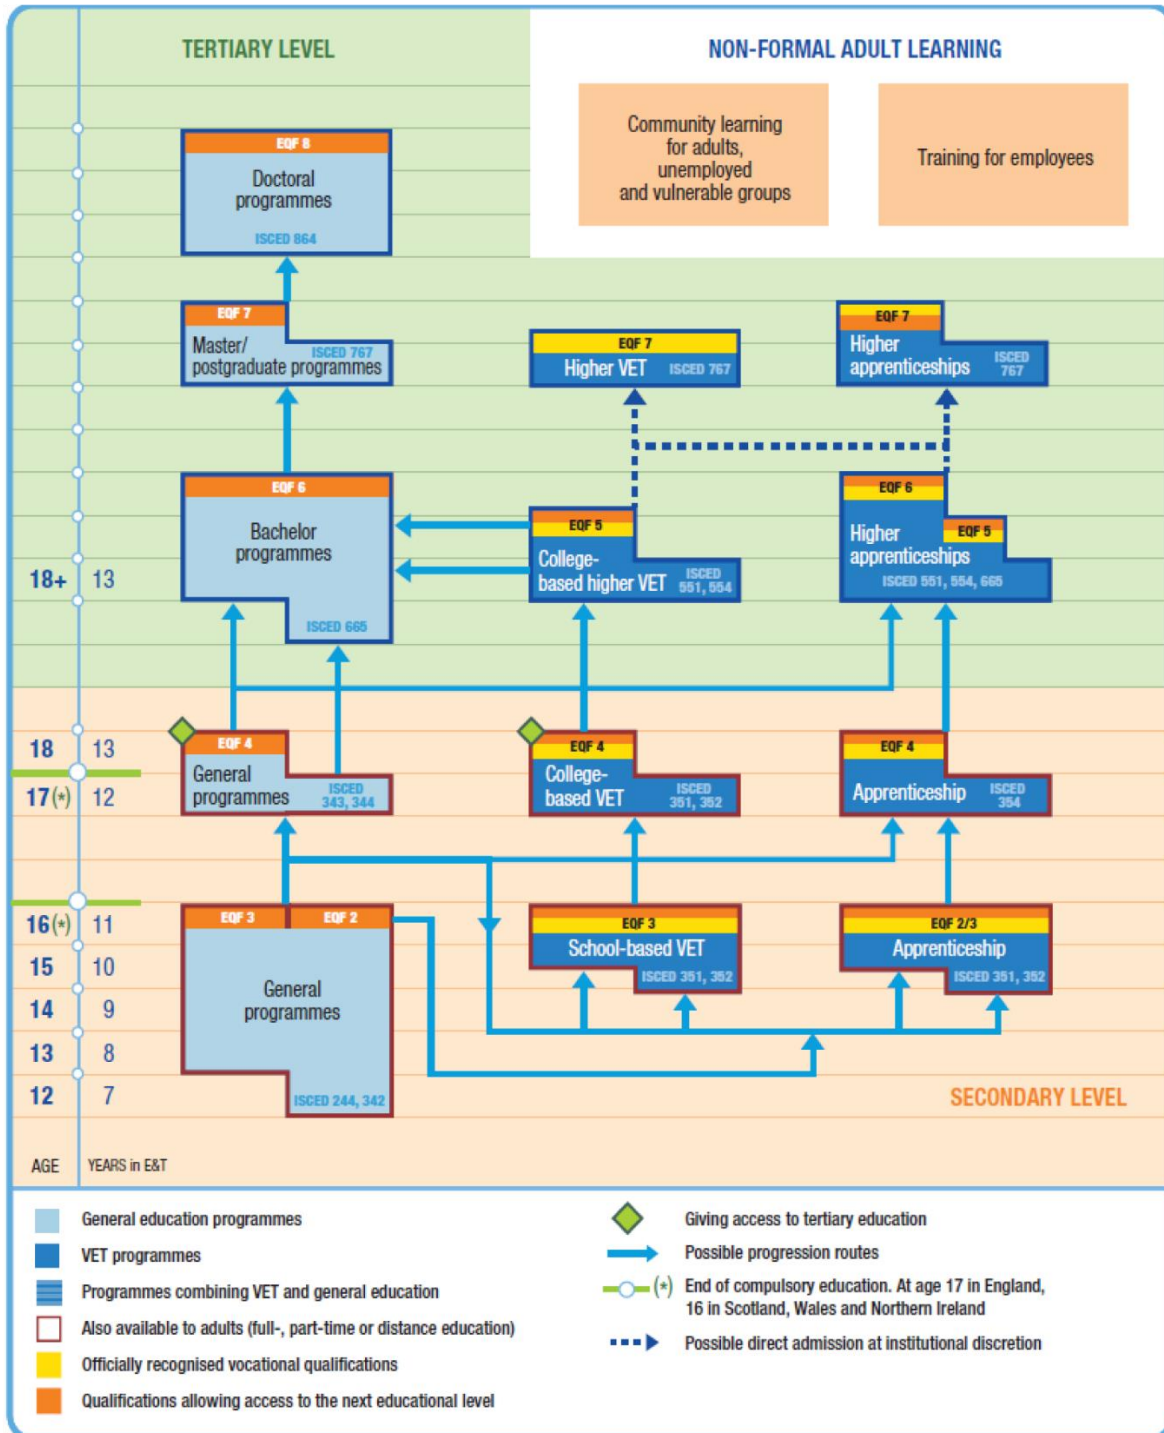 TERTIARY LEVEL
NON-FORMAL ADULT LEARNING
Community learning
for adults,
unemployed
and vulnerable groups
Training for employees
EQF 8
Doctoral
programmes
ISCED 864
EQF 7
Master/
postgraduate programmes
ISCED 767
EQF 7
Higher VET
ISCED 767
EQF 7
Higher
apprenticeships
ISCED
767
EQF 6
Bachelor
programmes
ISCED 665
EQF 5
College-
based higher VET
ISCED
551, 554
EQF 6
EQF 5
Higher
apprenticeships
ISCED 551, 554, 665
18+ 13
18 13
EQF 4
General
programmes
ISCED
343, 344
EQF 4
College-
based VET
ISCED
351, 352
EQF 4
Apprenticeship
ISCED
354
17 (*) 12
16 (*) 11
EQF 3
EQF 2
General
programmes
ISCED 244, 342
EQF 3
School-based VET
ISCED 351, 352
EQF 2/3
Apprenticeship
ISCED 351, 352
15 10
14 9
13 8
12 7
SECONDARY LEVEL
AGE
YEARS in E&T
General education programmes
VET programmes
Programmes combining VET and general education
Also available to adults (full-, part-time or distance education)
Officially recognised vocational qualifications
Qualifications allowing access to the next educational level
Giving access to tertiary education
Possible progression routes
(*) End of compulsory education. At age 17 in England,
16 in Scotland, Wales and Northern Ireland
Possible direct admission at institutional discretion